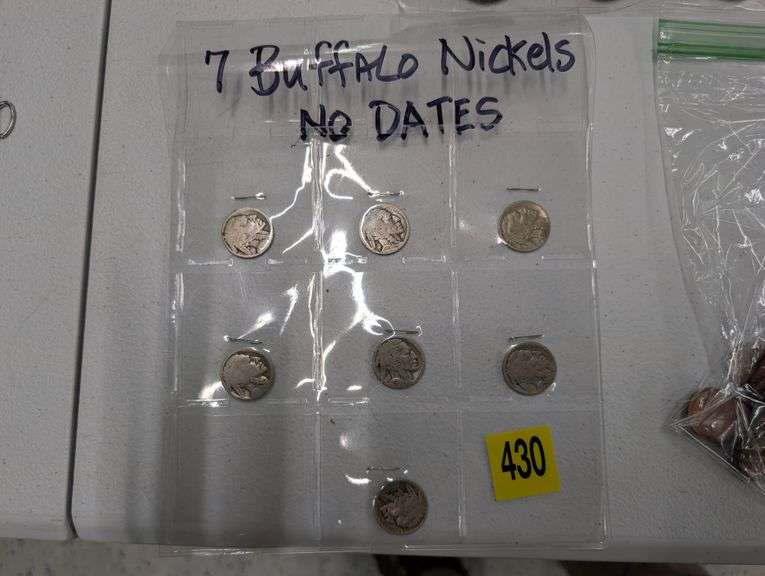 7 Buffalo Nickels
No DATES
430